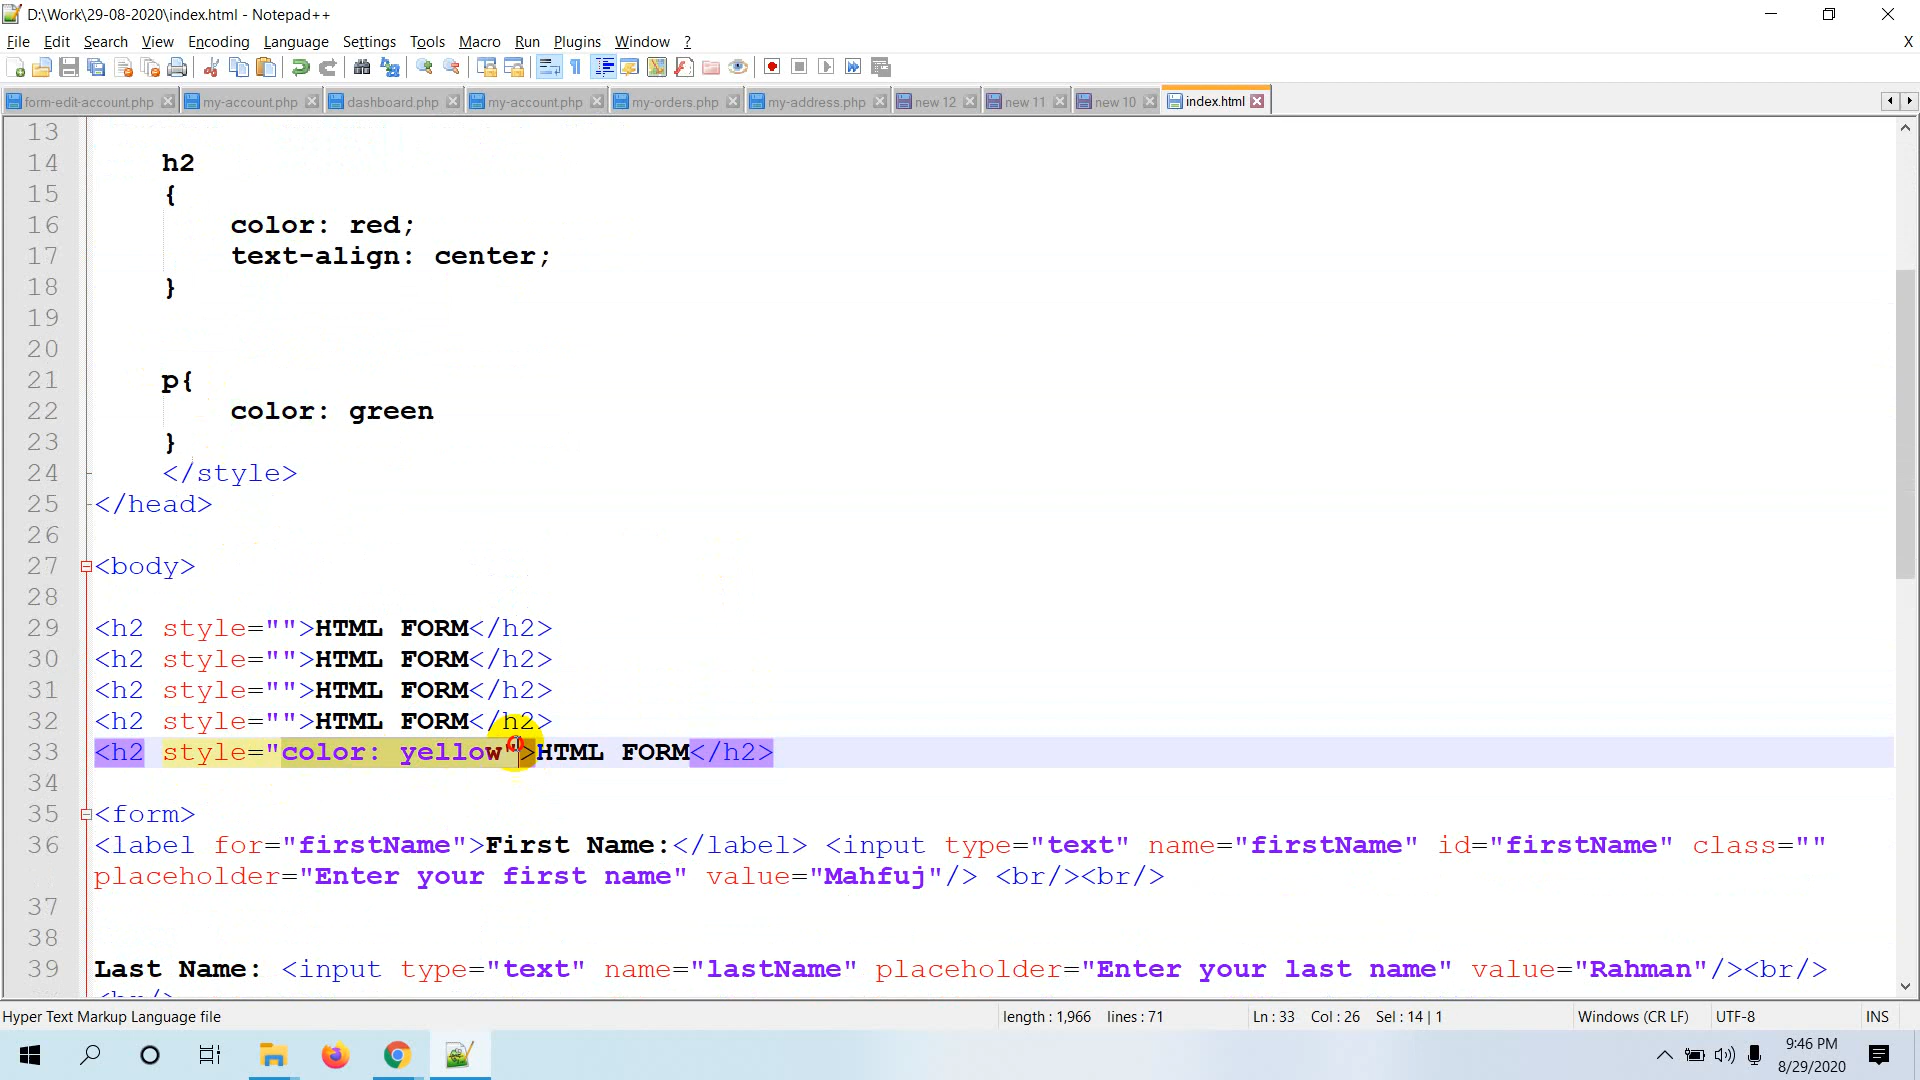 D:\Work\29-08-2020\index.html - Notepad++
File Edit Search View Encoding Language Settings Tools Macro Run Plugins Window ? X
form-edit-account.php my-account.php dashboard.php my-account.php my-orders.php my-address.php new 12 new 11 new 10 index.html
13
14 h2
15 {
16 color: red;
17 text-align: center;
18 }
19
20
21 p{
22 color: green
23 }
24 </style>
25 </head>
26
27 <body>
28
29 <h2 style="">HTML FORM</h2>
30 <h2 style="">HTML FORM</h2>
31 <h2 style="">HTML FORM</h2>
32 <h2 style="">HTML FORM</h2>
33 <h2 style="color: yellow">HTML FORM</h2>
34
35 <form>
36 <label for="firstName">First Name:</label> <input type="text" name="firstName" id="firstName" class=""
placeholder="Enter your first name" value="Mahfuj"/> <br/><br/>
37
38
39 Last Name: <input type="text" name="lastName" placeholder="Enter your last name" value="Rahman"/><br/>
<br/>
Hyper Text Markup Language file length : 1,966 lines : 71 Ln : 33 Col : 26 Sel : 14 | 1 Windows (CR LF) UTF-8 INS
9:46 PM
8/29/2020